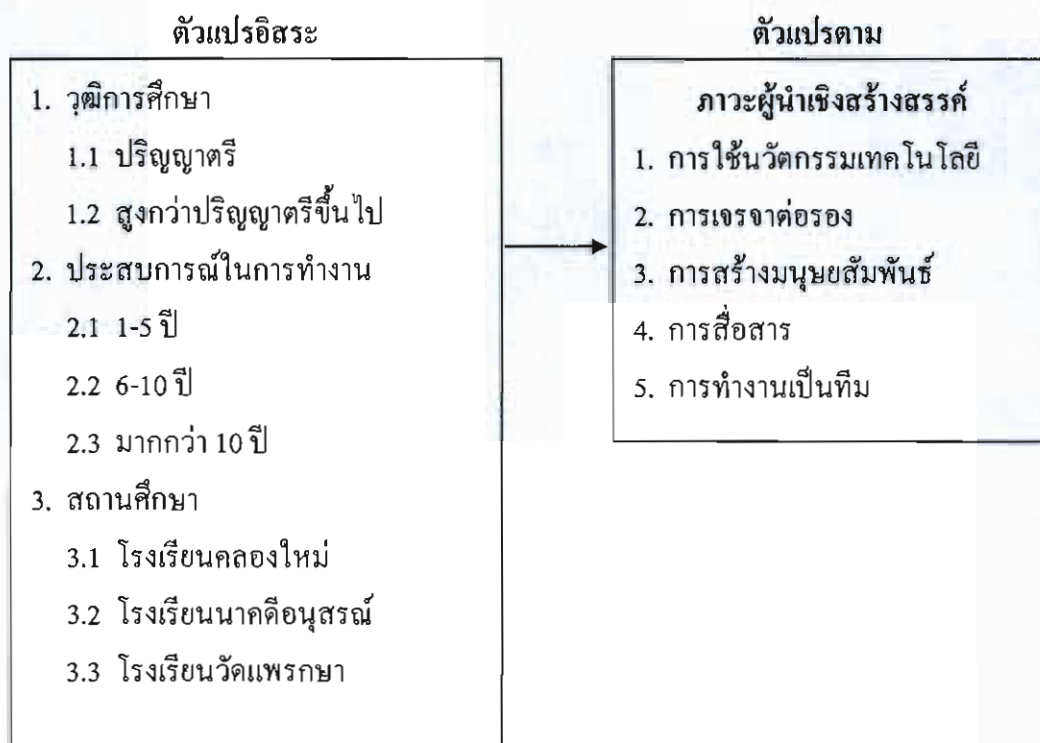 ตัวแปรอิสระ
1. วุฒิการศึกษา
1.1 ปริญญาตรี
1.2 สูงกว่าปริญญาตรีขึ้นไป
2. ประสบการณ์ในการทำงาน
2.1 1-5 ปี
2.2 6-10 ปี
2.3 มากกว่า 10 ปี
3. สถานศึกษา
3.1 โรงเรียนคลองใหม่
3.2 โรงเรียนนาคดีอนุสรณ์
3.3 โรงเรียนวัดแพรกษา
ตัวแปรตาม
ภาวะผู้นำเชิงสร้างสรรค์
1. การใช้นวัตกรรมเทคโนโลยี
2. การเจรจาต่อรอง
3. การสร้างมนุษยสัมพันธ์
4. การสื่อสาร
5. การทำงานเป็นทีม